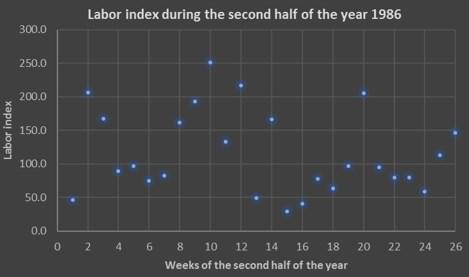 Labor index during the second half of the year 1986
300.0
250.0
200.0
150.0
100.0
50.0
0.0
Labor index
0 2 4 6 8 10 12 14 16 18 20 22 24 26
Weeks of the second half of the year